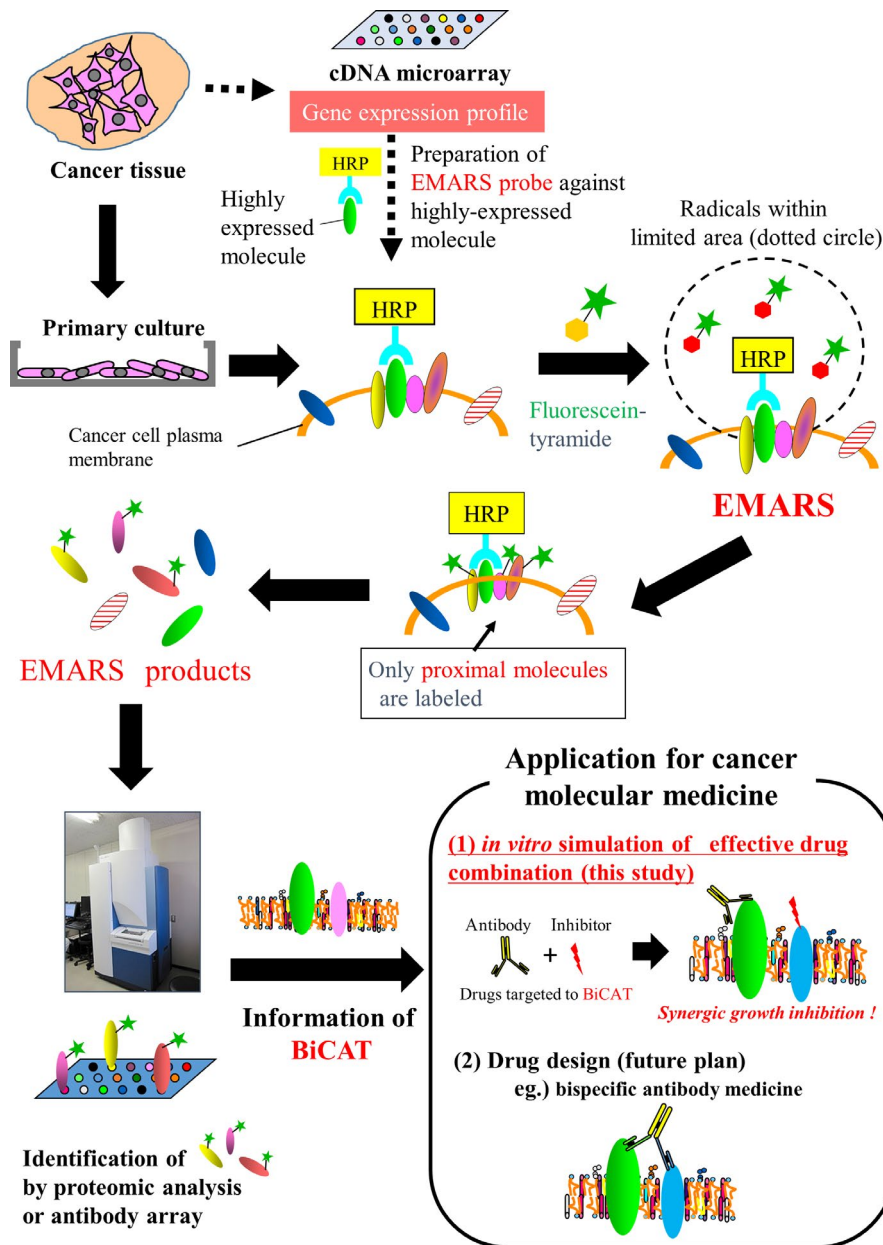 cDNA microarray
Gene expression profile
Cancer tissue
HRP
Preparation of
EMARS probe against
highly-expressed
molecule
Highly
expressed
molecule
Radicals within
limited area (dotted circle)
Primary culture
HRP
HRP
Fluorescein-
tyramide
Cancer cell plasma
membrane
EMARS
HRP
Only proximal molecules
are labeled
EMARS products
Application for cancer
molecular medicine
(1) in vitro simulation of effective drug
combination (this study)
Antibody
Inhibitor
+
Drugs targeted to BiCAT
Synergic growth inhibition !
Information of
BiCAT
(2) Drug design (future plan)
eg.) bispecific antibody medicine
Identification of
by proteomic analysis
or antibody array